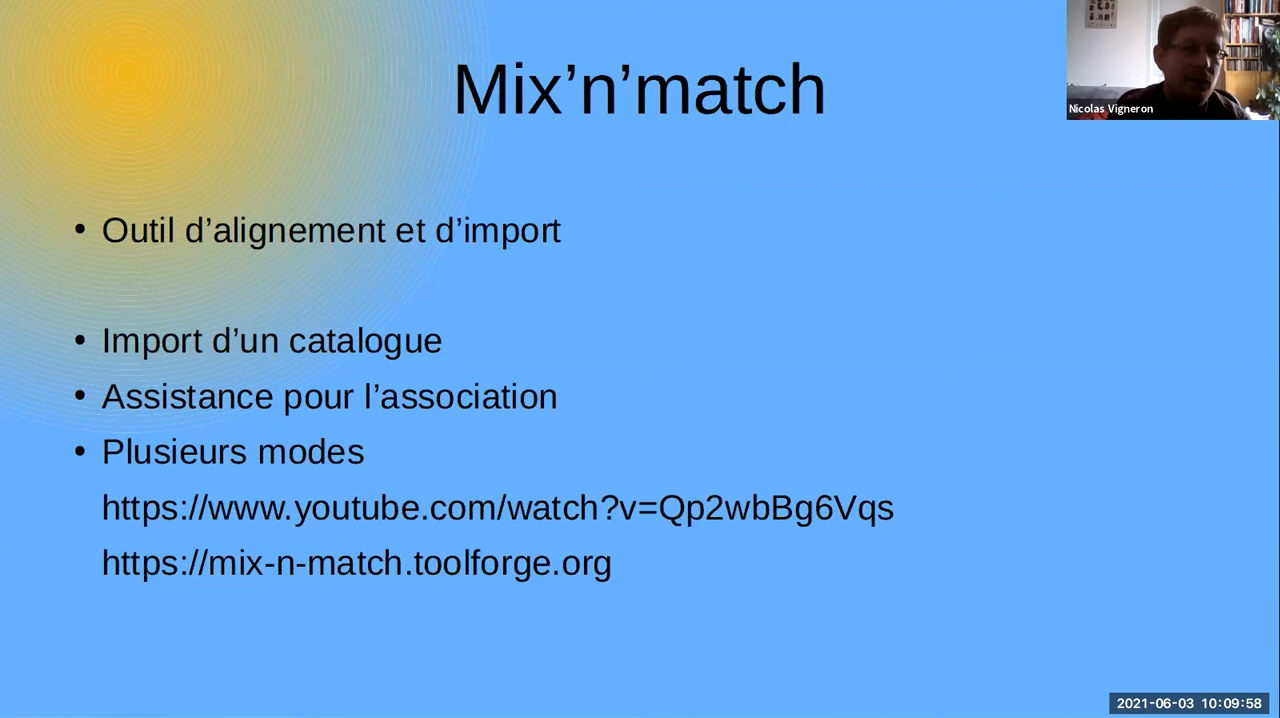 Mix’n’match
Nicolas Vigneron
• Outil d’alignement et d’import
• Import d’un catalogue
• Assistance pour l’association
• Plusieurs modes
https://www.youtube.com/watch?v=Qp2wbBg6Vqs
https://mix-n-match.toolforge.org
2021-06-03 10:09:58